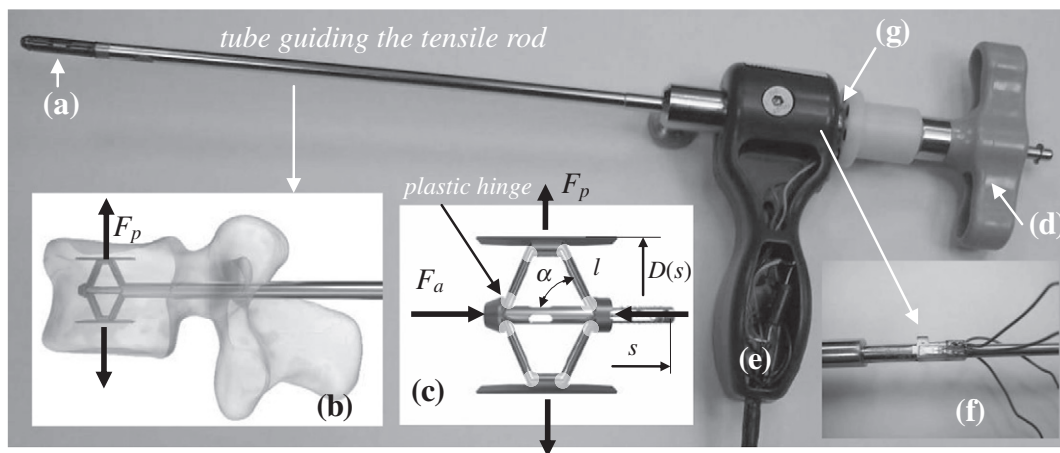 tube guiding the tensile rod
(g)
(a)
plastic hinge
F_p
F_p
(d)
α
l
D(s)
F_a
s
(e)
(b)
(c)
(f)